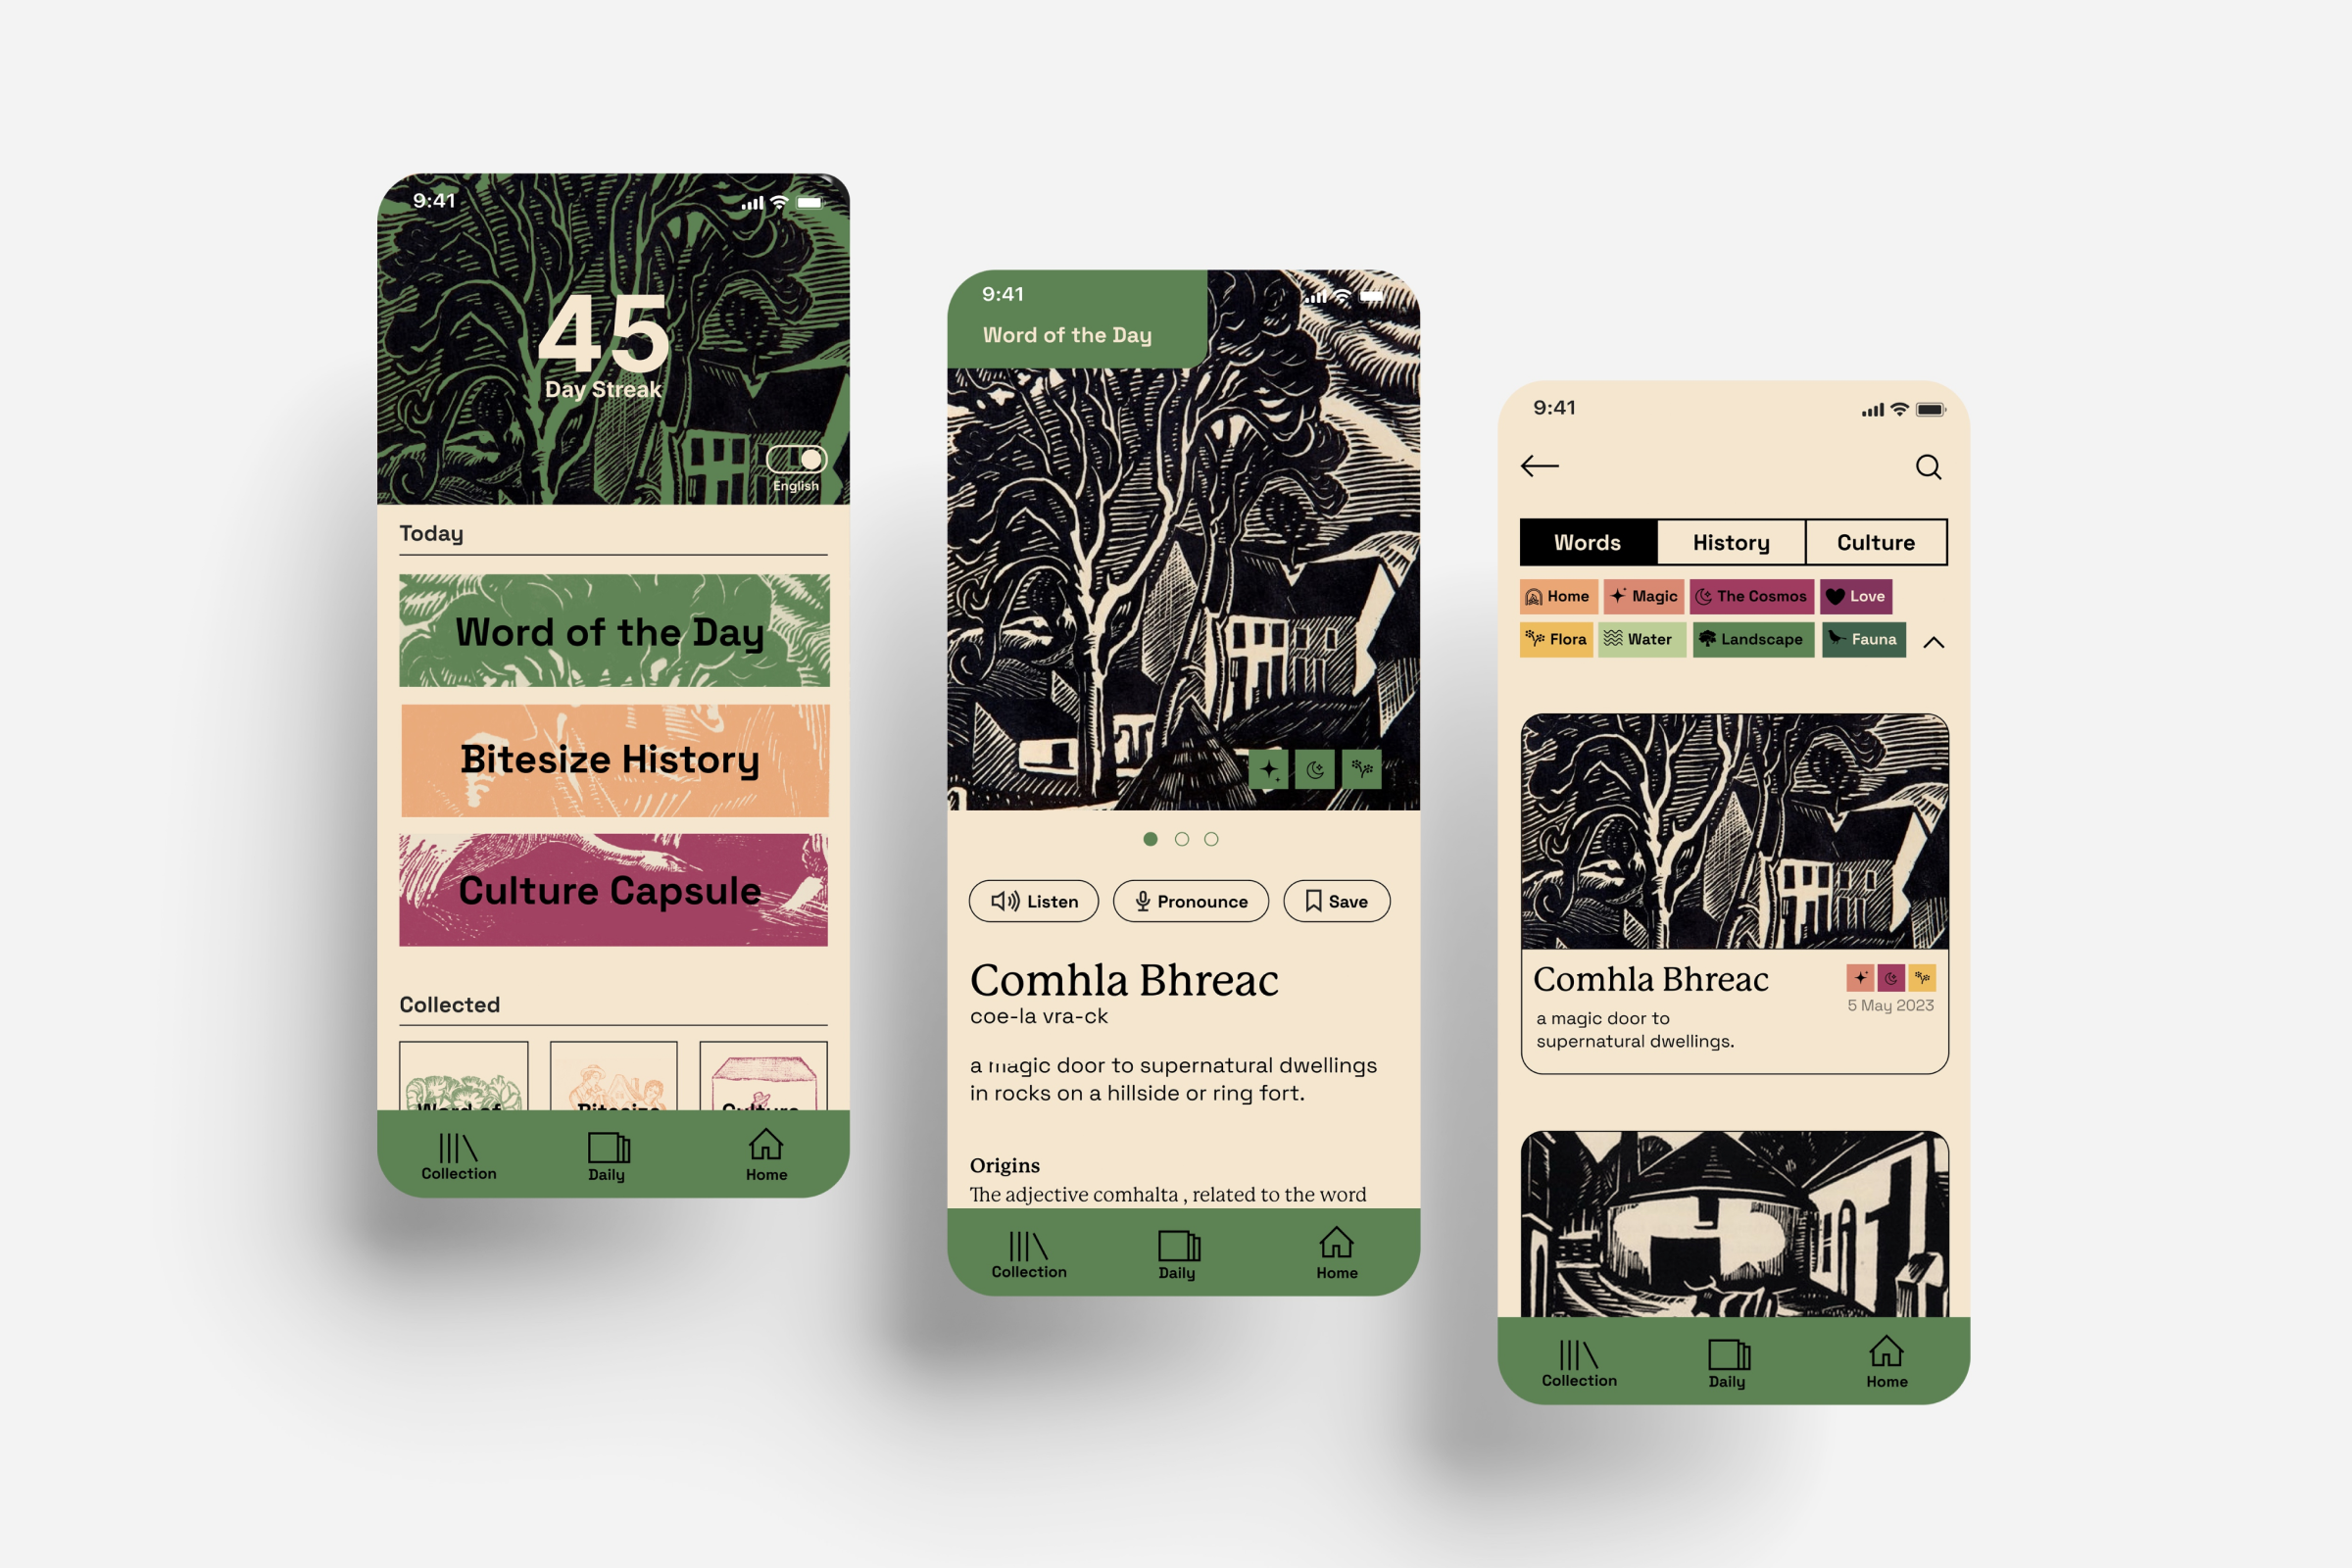 9:41
45
Day Streak
English
Today
Word of the Day
Bitesize History
Culture Capsule
Collected
Word of
Bitesize
Culture
Collection
Daily
Home
9:41
Word of the Day
Listen
Pronounce
Save
Comhla Bhreac
coe-la vra-ck
a magic door to supernatural dwellings
in rocks on a hillside or ring fort.
Origins
The adjective comhalta , related to the word
Collection
Daily
Home
9:41
Words
History
Culture
Home
Magic
The Cosmos
Love
Flora
Water
Landscape
Fauna
Comhla Bhreac
5 May 2023
a magic door to
supernatural dwellings.
Collection
Daily
Home